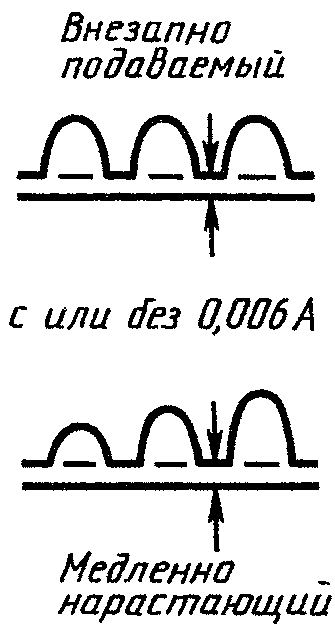 Внезапно
подаваемый
с или без 0,006 А
Медленно
нарастающий